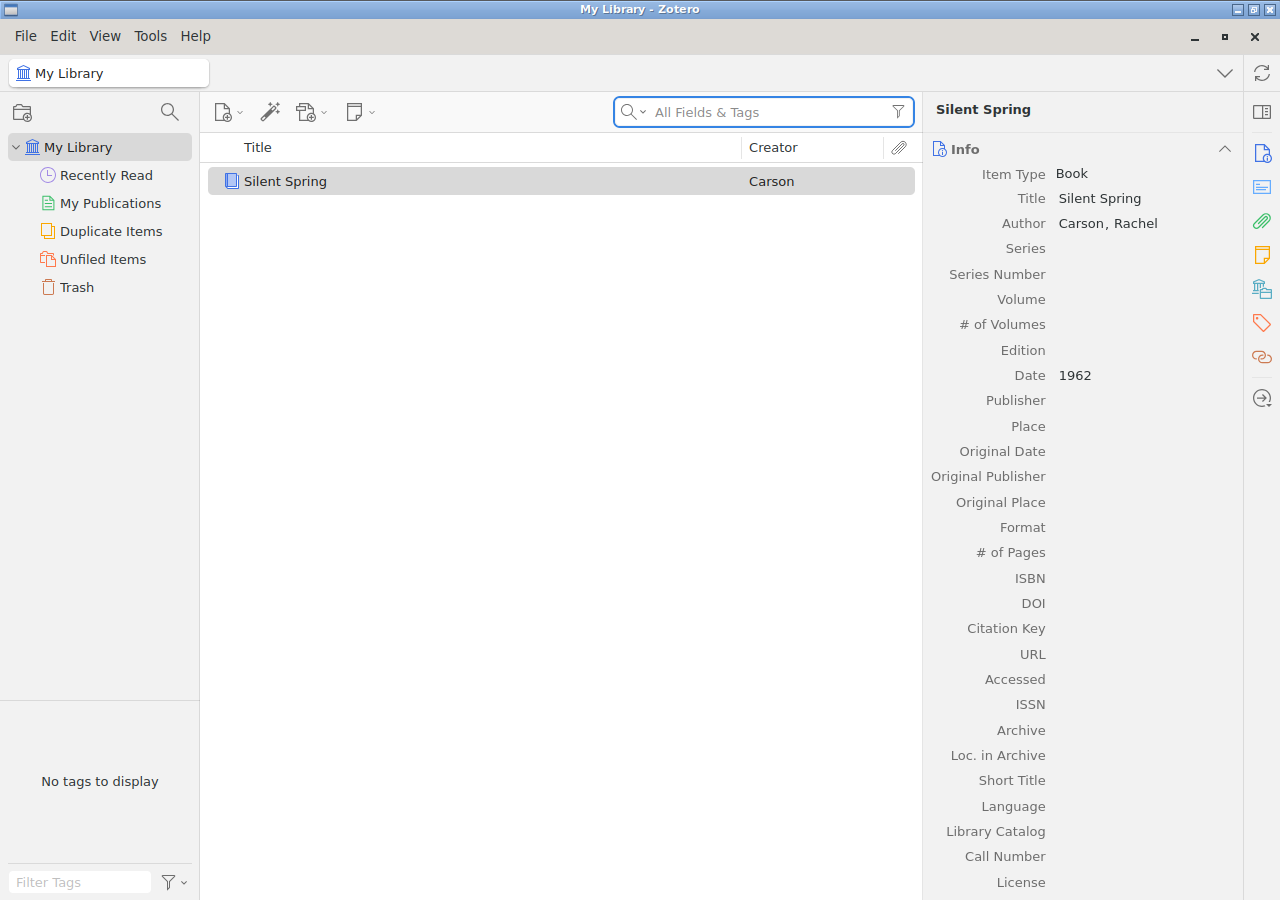 My Library - Zotero
File Edit View Tools Help
My Library
All Fields & Tags
My Library
Recently Read
My Publications
Duplicate Items
Unfiled Items
Trash
No tags to display
Filter Tags
Title Creator
Silent Spring Carson
Silent Spring
Info
Item Type Book
Title Silent Spring
Author Carson, Rachel
Series
Series Number
Volume
# of Volumes
Edition
Date 1962
Publisher
Place
Original Date
Original Publisher
Original Place
Format
# of Pages
ISBN
DOI
Citation Key
URL
Accessed
ISSN
Archive
Loc. in Archive
Short Title
Language
Library Catalog
Call Number
License